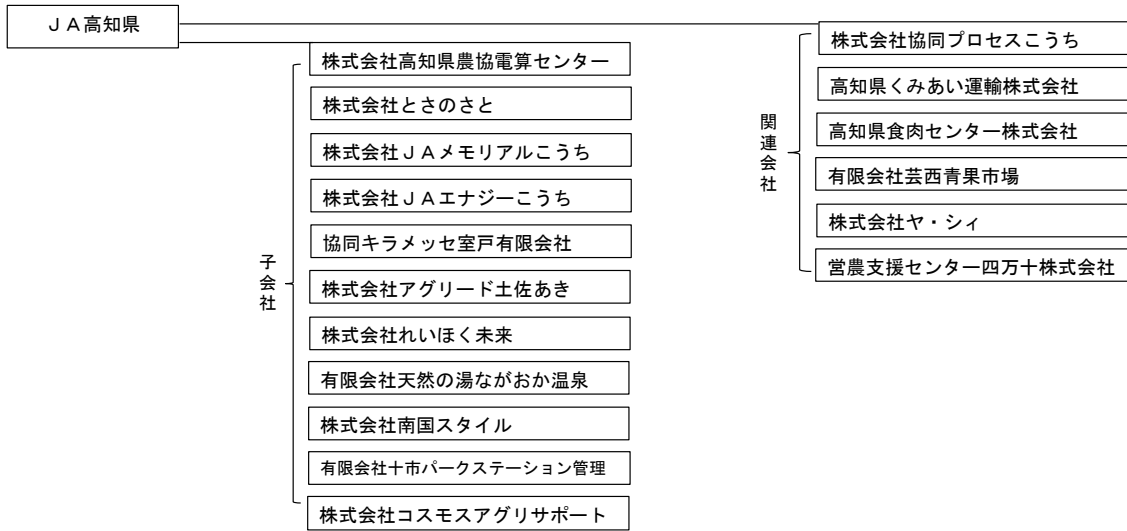 ＪＡ高知県
子会社
株式会社高知県農協電算センター
株式会社とさのさと
株式会社ＪＡメモリアルこうち
株式会社ＪＡエナジーこうち
協同キラメッセ室戸有限会社
株式会社アグリード土佐あき
株式会社れいほく未来
有限会社天然の湯ながおか温泉
株式会社南国スタイル
有限会社十市パークステーション管理
株式会社コスモスアグリサポート
関連会社
株式会社協同プロセスこうち
高知県くみあい運輸株式会社
高知県食肉センター株式会社
有限会社芸西青果市場
株式会社ヤ・シィ
営農支援センター四万十株式会社